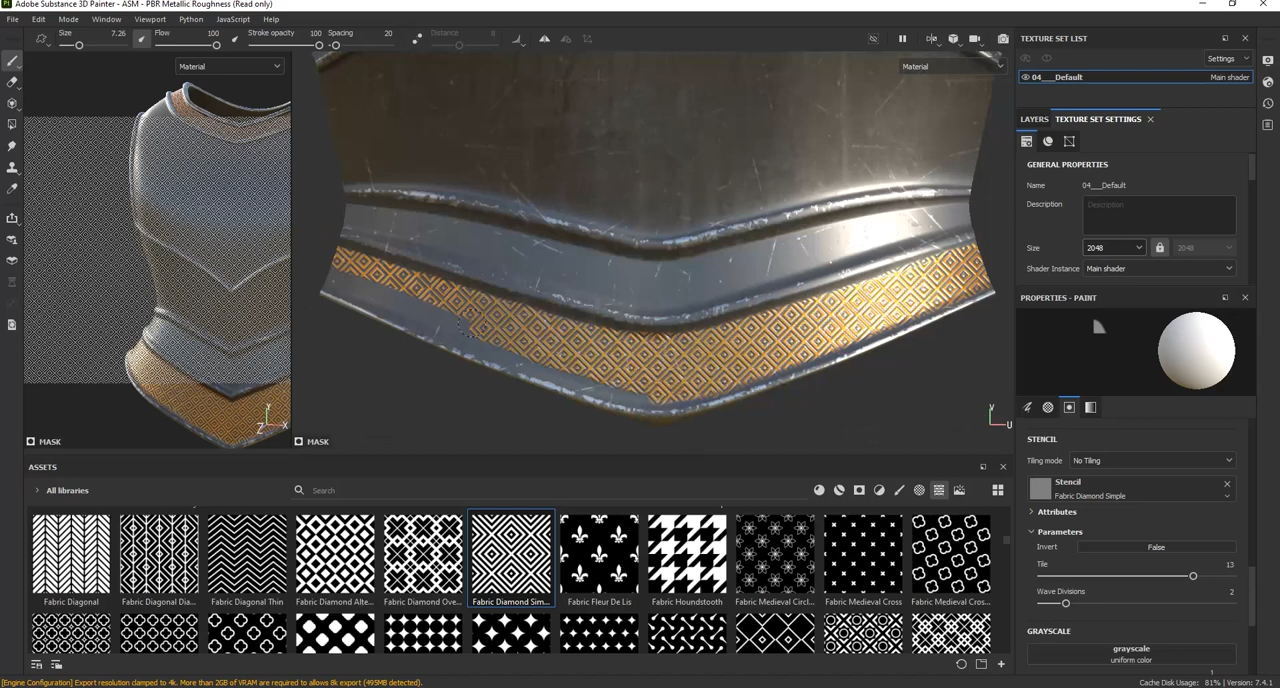 Adobe Substance 3D Painter - ASM - PBR Metallic Roughness (Read only)
File Edit Mode Window Viewport Python JavaScript Help
Size 7.26 Flow 100 Stroke opacity 100 Spacing 20 Distance 8
Material
Material
MASK
MASK
TEXTURE SET LIST
Settings
04___Default Main shader
LAYERS TEXTURE SET SETTINGS
GENERAL PROPERTIES
Name 04___Default
Description Description
Size 2048 2048
Shader Instance Main shader
PROPERTIES - PAINT
STENCIL
Tiling mode No Tiling
Stencil
Fabric Diamond Simple
Attributes
Parameters
Invert False
Tile 13
Wave Divisions 2
GRAYSCALE
grayscale
uniform color
ASSETS
All libraries
Search
Fabric Diagonal Fabric Diagonal Dia... Fabric Diagonal Thin Fabric Diamond Alte... Fabric Diamond Ove... Fabric Diamond Sim... Fabric Fleur De Lis Fabric Houndstooth Fabric Medieval Circl... Fabric Medieval Cross Fabric Medieval Cros...
[Engine Configuration] Export resolution clamped to 4k. More than 2GB of VRAM are required to allows 8k export (495MB detected).
Cache Disk Usage: 81% | Version: 7.4.1